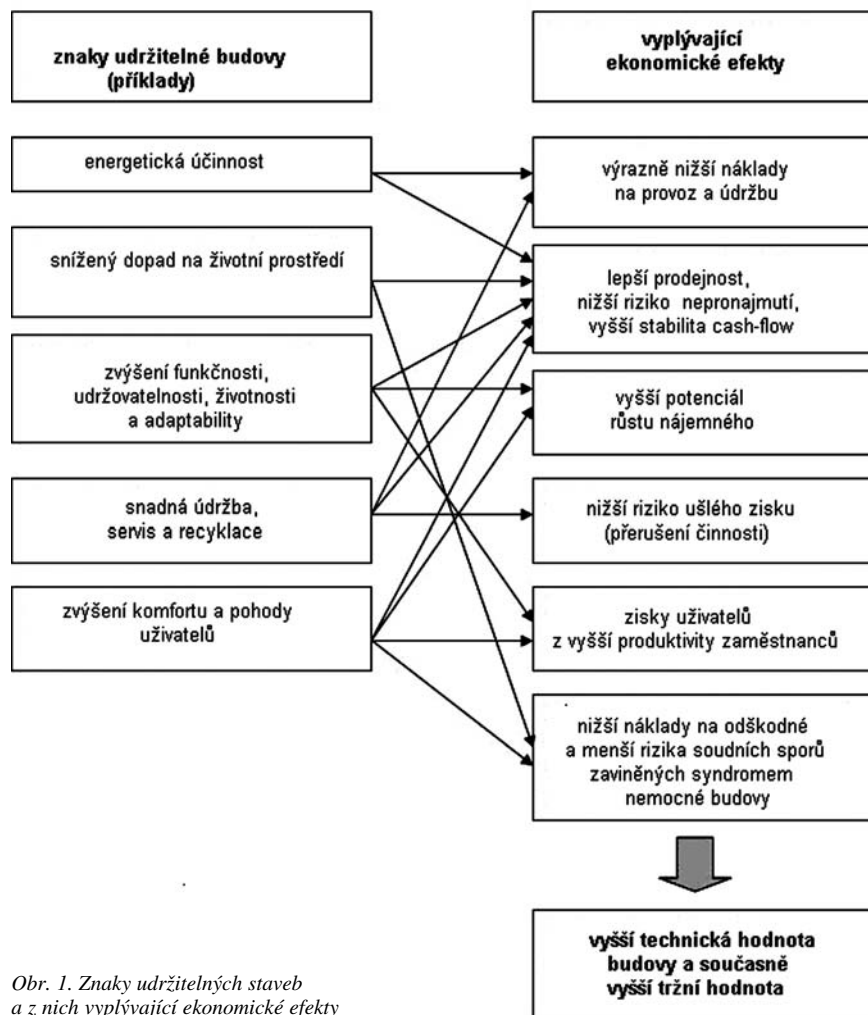 znaky udržitelné budovy
(příklady)
vyplývající
ekonomické efekty
energetická účinnost
výrazně nižší náklady
na provoz a údržbu
snížený dopad na životní prostředí
lepší prodejnost,
nižší riziko nepronajmutí,
vyšší stabilita cash-flow
zvýšení funkčnosti,
udržovatelnosti, životnosti
a adaptability
vyšší potenciál
růstu nájemného
snadná údržba,
servis a recyklace
nižší riziko ušlého zisku
(přerušení činnosti)
zvýšení komfortu a pohody
uživatelů
zisky uživatelů
z vyšší produktivity zaměstnanců
nižší náklady na odškodné
a menší rizika soudních sporů
zaviněných syndromem
nemocné budovy
vyšší technická hodnota
budovy a současně
vyšší tržní hodnota
Obr. 1. Znaky udržitelných staveb
a z nich vyplývající ekonomické efekty